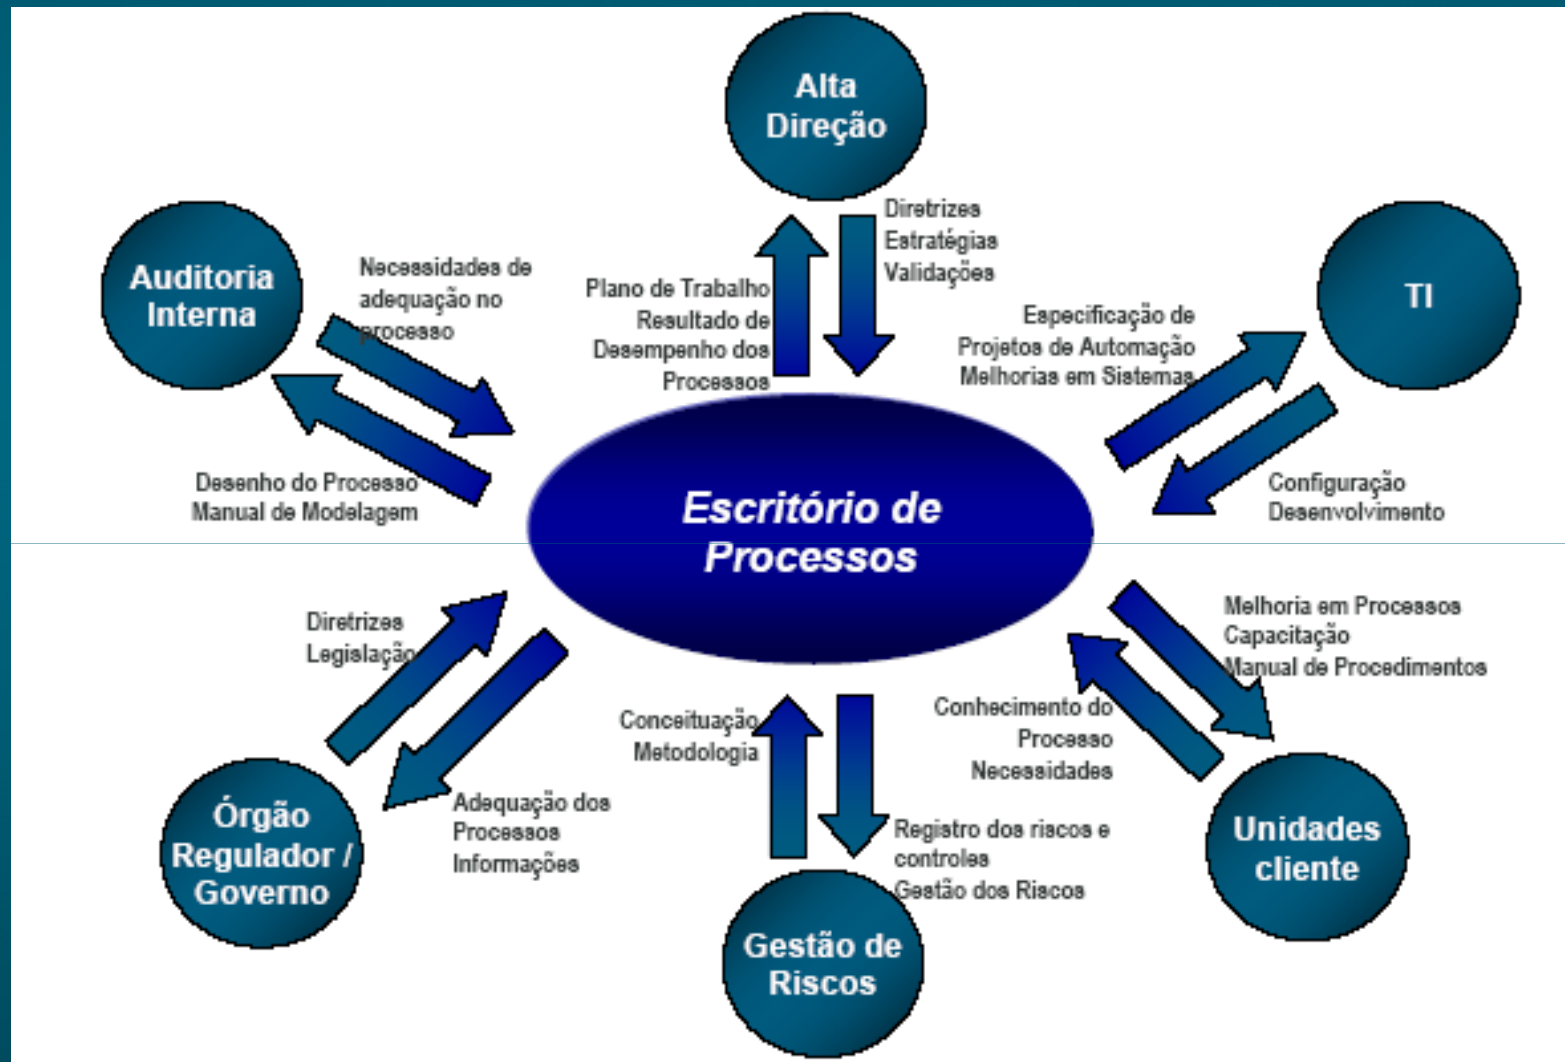 Alta
Direção
Diretrizes
Estratégias
Validações
Plano de Trabalho
Resultado de
Desempenho dos
Processos
Auditoria
Interna
Necessidades de
adequação no
processo
Desenho do Processo
Manual de Modelagem
TI
Especificação de
Projetos de Automação
Melhorias em Sistemas
Configuração
Desenvolvimento
Escritório de
Processos
Diretrizes
Legislação
Adequação dos
Processos
Informações
Órgão
Regulador /
Governo
Conceituação
Metodologia
Registro dos riscos e
controles
Gestão dos Riscos
Gestão de
Riscos
Melhoria em Processos
Capacitação
Manual de Procedimentos
Conhecimento do
Processo
Necessidades
Unidades
cliente